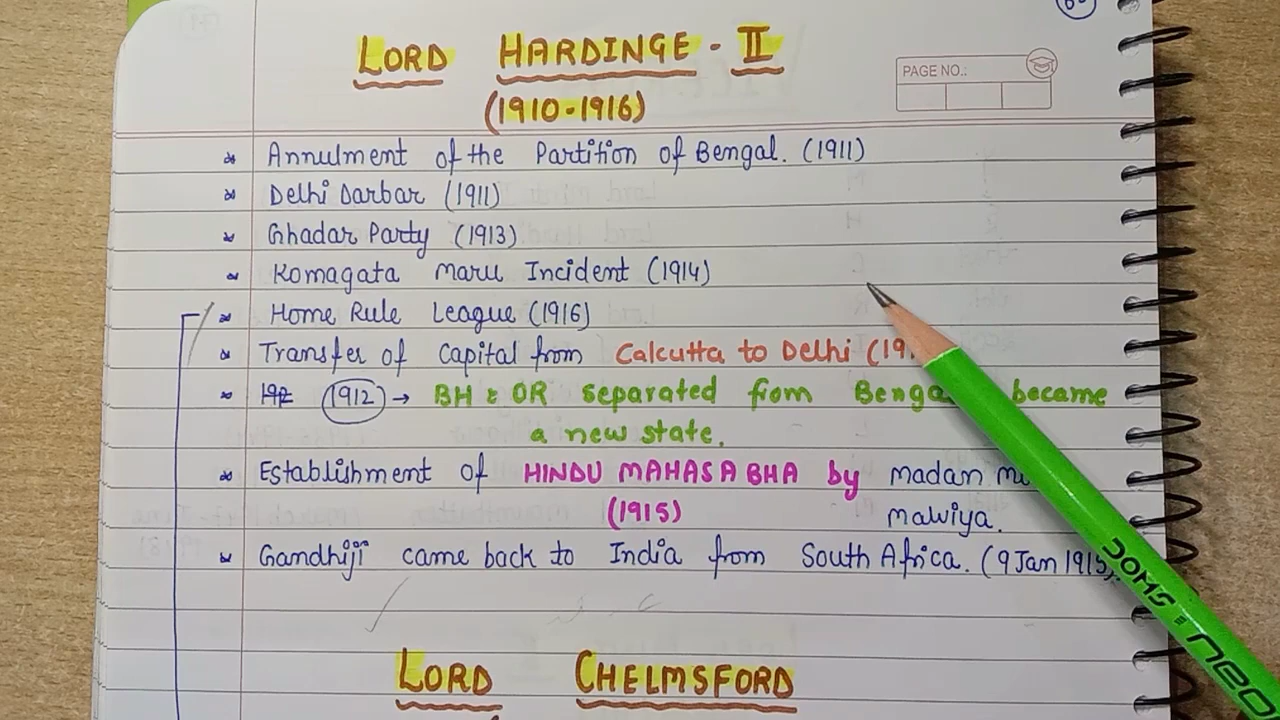 LORD HARDINGE - II
PAGE NO.:
(1910-1916)
Annulment of the Partition of Bengal. (1911)
Delhi Darbar (1911)
Ghadar Party (1913)
Komagata Maru Incident (1914)
Home Rule League (1916)
Transfer of Capital from Calcutta to Delhi (19
1912 → BH & OR separated from Benga became
a new state.
Establishment of HINDU MAHASABHA by Madan
(1915) Malviya.
Gandhiji came back to India from South Africa. (9 Jan 1915).
LORD CHELMSFORD
DOMS neo